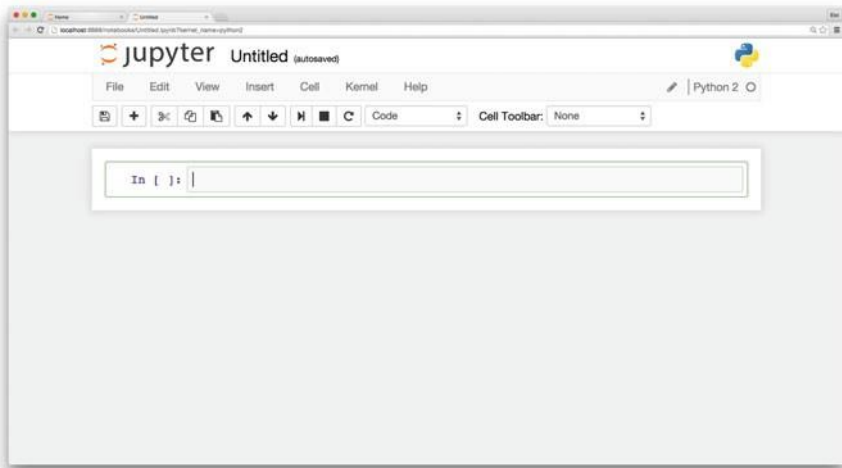 Home
Untitled
Eloi
localhost:8888/notebooks/Untitled.ipynb?kernel_name=python2
jupyter Untitled (autosaved)
File Edit View Insert Cell Kernel Help
Python 2
Code
Cell Toolbar: None
In [ ]: